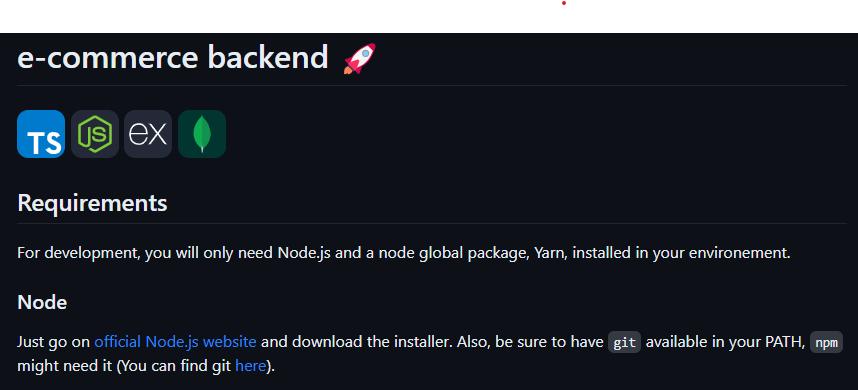 e-commerce backend 🚀
TS JS ex
Requirements
For development, you will only need Node.js and a node global package, Yarn, installed in your environement.
Node
Just go on official Node.js website and download the installer. Also, be sure to have git available in your PATH, npm
might need it (You can find git here).